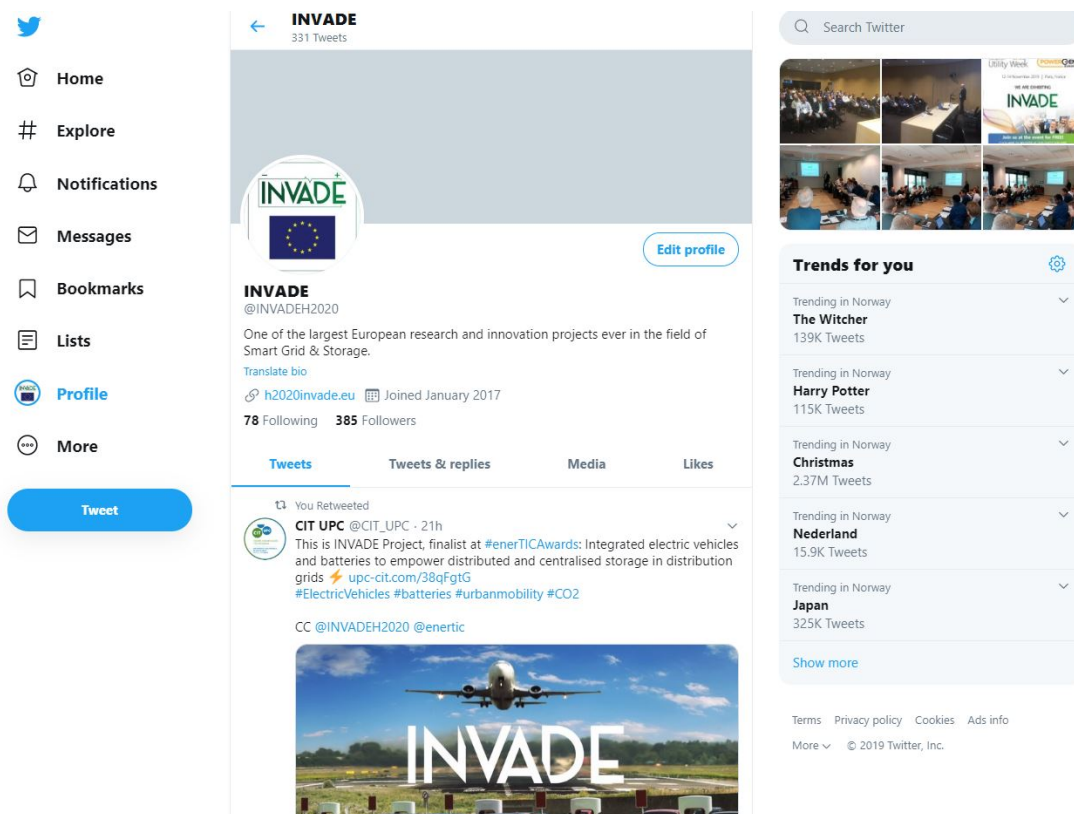 Home
Explore
Notifications
Messages
Bookmarks
Lists
Profile
More
Tweet
INVADE
331 Tweets
INVADE
Edit profile
INVADE
@INVADEH2020
One of the largest European research and innovation projects ever in the field of
Smart Grid & Storage.
Translate bio
h2020invade.eu Joined January 2017
78 Following 385 Followers
Tweets Tweets & replies Media Likes
You Retweeted
CIT UPC @CIT_UPC · 21h
This is INVADE Project, finalist at #enerTICAwards: Integrated electric vehicles
and batteries to empower distributed and centralised storage in distribution
grids ⚡ upc-cit.com/38qFgtG
#ElectricVehicles #batteries #urbanmobility #CO2
CC @INVADEH2020 @enertic
INVADE
Search Twitter
Utility Week
INVADE
Trends for you
Trending in Norway
The Witcher
139K Tweets
Trending in Norway
Harry Potter
115K Tweets
Trending in Norway
Christmas
2.37M Tweets
Trending in Norway
Nederland
15.9K Tweets
Trending in Norway
Japan
325K Tweets
Show more
Terms Privacy policy Cookies Ads info
More © 2019 Twitter, Inc.